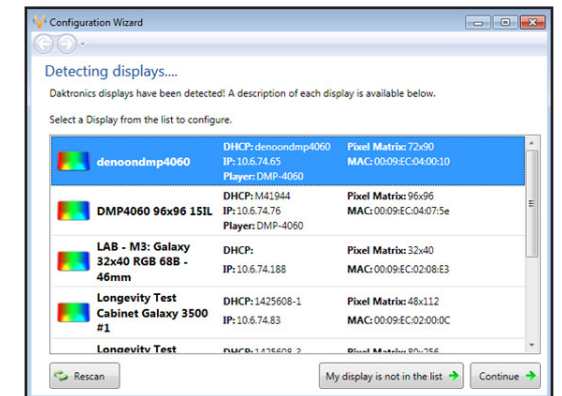 Configuration Wizard
Detecting displays....
Daktronics displays have been detected! A description of each display is available below.
Select a Display from the list to configure.
denoondmp4060
DHCP: denoondmp4060
IP: 10.6.74.65
Player: DMP-4060
Pixel Matrix: 72x90
MAC: 00:09:EC:04:00:10
DMP4060 96x96 15IL
DHCP: M41944
IP: 10.6.74.76
Player: DMP-4060
Pixel Matrix: 96x96
MAC: 00:09:EC:04:07:5e
LAB - M3: Galaxy
32x40 RGB 68B -
46mm
DHCP:
IP: 10.6.74.188
Pixel Matrix: 32x40
MAC: 00:09:EC:02:08:E3
Longevity Test
Cabinet Galaxy 3500
#1
DHCP: 1425608-1
IP: 10.6.74.83
Pixel Matrix: 48x112
MAC: 00:09:EC:02:00:0C
Longevity Test
DHCP: 1425608-2
Pixel Matrix: 80x256
Rescan
My display is not in the list
Continue